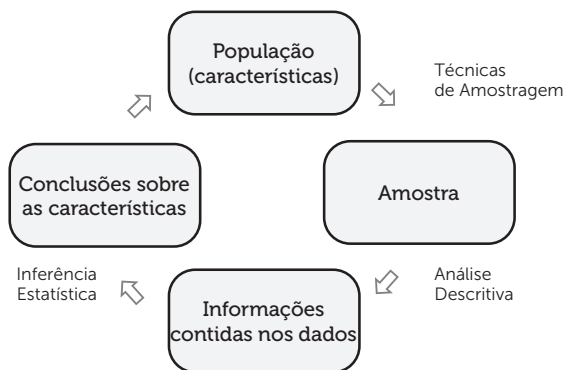 População
(características)
Técnicas
de Amostragem
Amostra
Análise
Descritiva
Informações
contidas nos dados
Inferência
Estatística
Conclusões sobre
as características